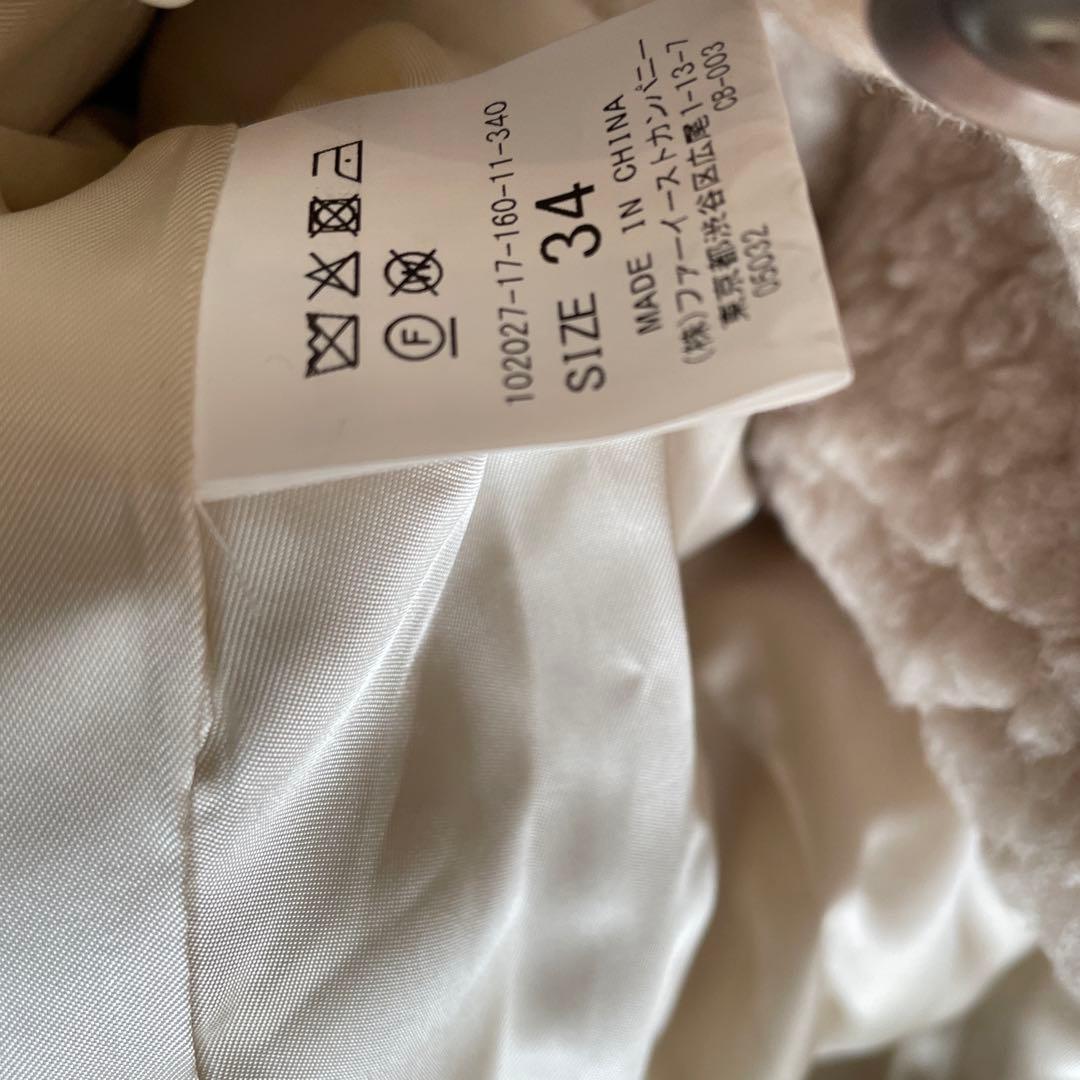 102027-17-160-11-340
SIZE 34
MADE IN CHINA
(株)ファーイーストカンパニー
東京都渋谷区広尾1-13-7
CB-003
05032
F
W